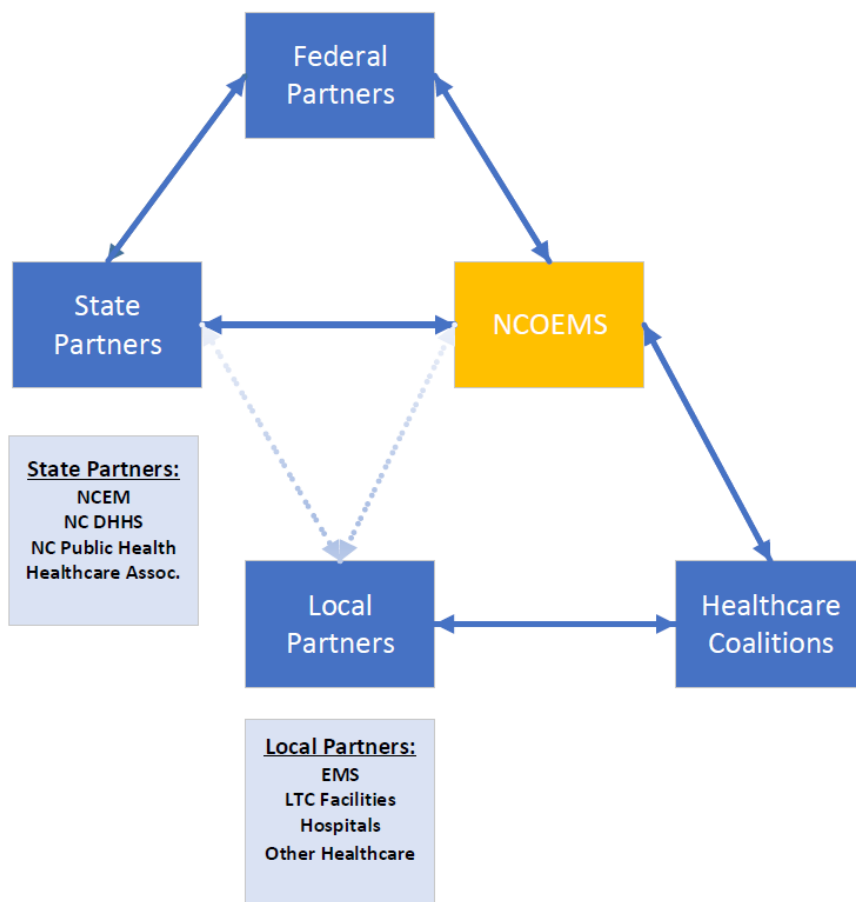 Federal
Partners
State
Partners
NCOEMS
State Partners:
NCEM
NC DHHS
NC Public Health
Healthcare Assoc.
Local
Partners
Healthcare
Coalitions
Local Partners:
EMS
LTC Facilities
Hospitals
Other Healthcare